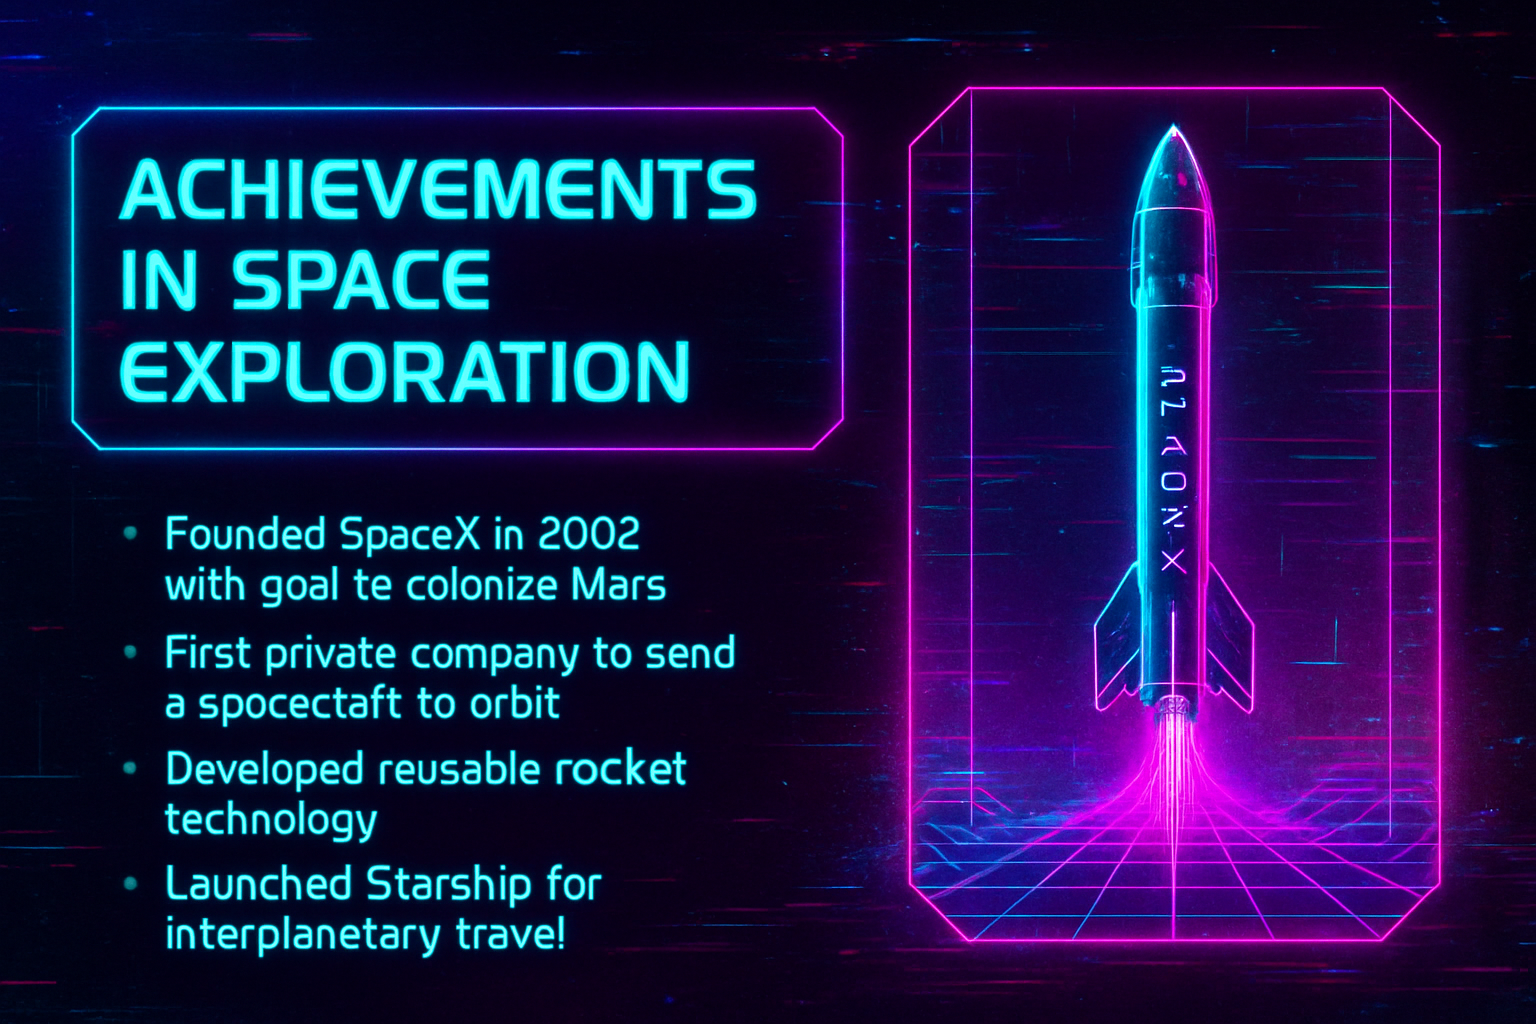 ACHIEVEMENTS
IN SPACE
EXPLORATION
• Founded SpaceX in 2002
with goal te colonize Mars
• First private company to send
a spocectaft to orbit
• Developed reusable rocket
technology
• Launched Starship for
interplanetary trave!